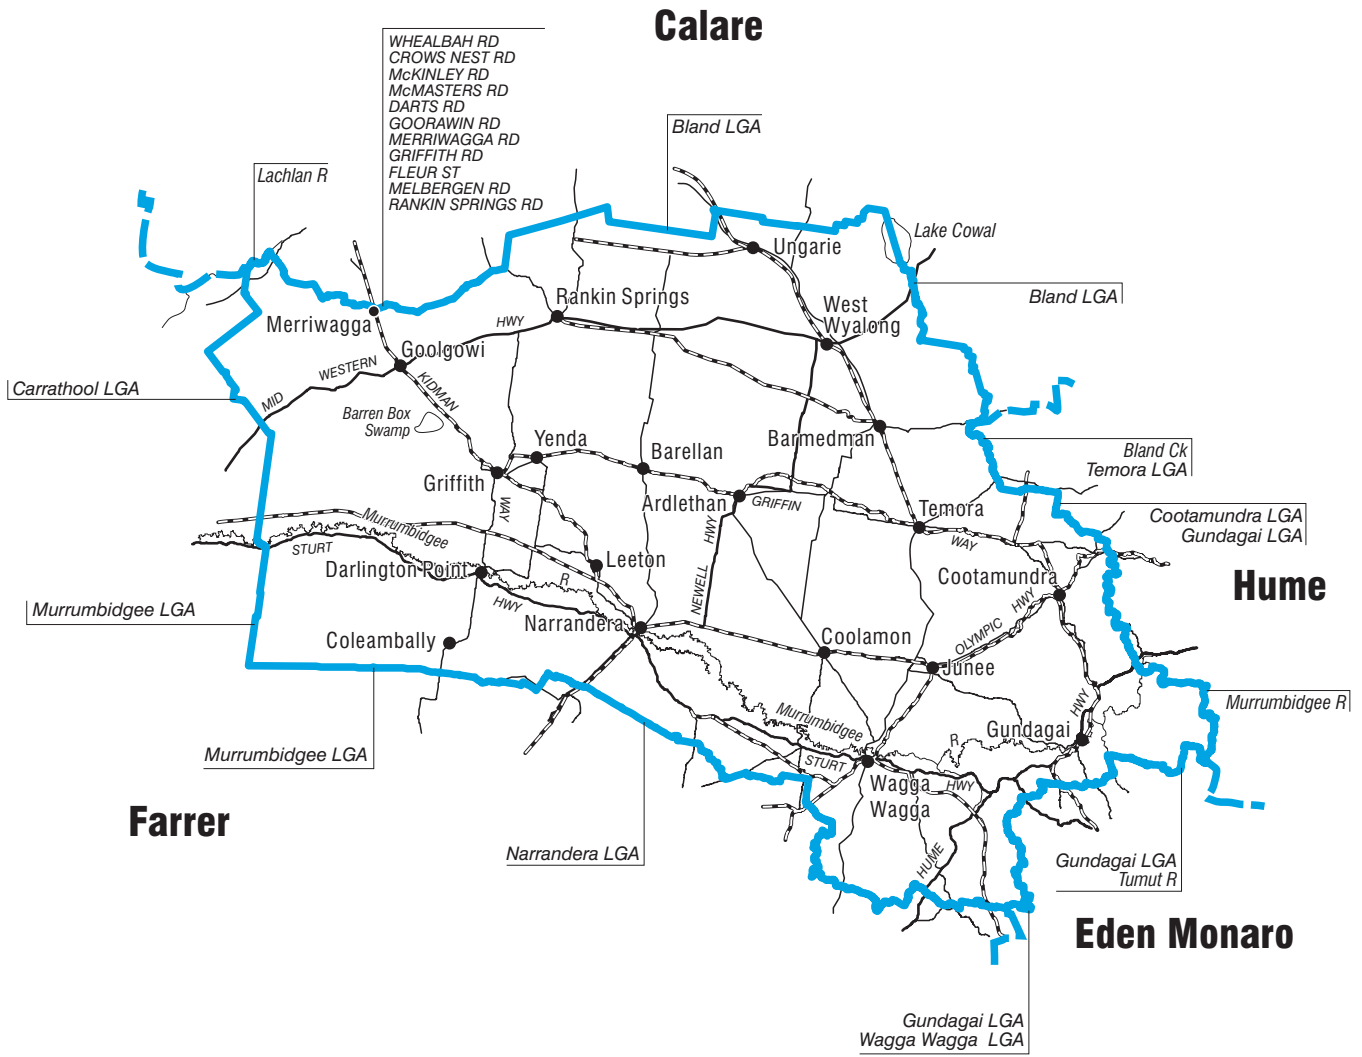 Calare
WHEALBAH RD
CROWS NEST RD
McKINLEY RD
McMASTERS RD
DARTS RD
GOORAWIN RD
MERRIWAGGA RD
GRIFFITH RD
FLEUR ST
MELBERGEN RD
RANKIN SPRINGS RD
Bland LGA
Lachlan R
Lake Cowal
Ungarie
Bland LGA
Rankin Springs
West
Wyalong
Merriwagga
HWY
Goolgowi
WESTERN
KIDMAN
MID
Carrathool LGA
Barren Box
Swamp
Yenda
Barmedman
Barellan
Bland Ck
Temora LGA
Griffith
Ardlethan
GRIFFIN
WAY
Temora
Cootamundra LGA
Gundagai LGA
Murrumbidgee
HWY
WAY
STURT
Leeton
Darlington Point
R
Cootamundra
Hume
HWY
NEWELL
HWY
Murrumbidgee LGA
Narrandera
OLYMPIC
Coleambally
Coolamon
Junee
HWY
Murrumbidgee R
Murrumbidgee
Gundagai
R
Murrumbidgee LGA
STURT
Wagga
Wagga
HWY
Farrer
Narrandera LGA
HUME
Gundagai LGA
Tumut R
Eden Monaro
Gundagai LGA
Wagga Wagga LGA